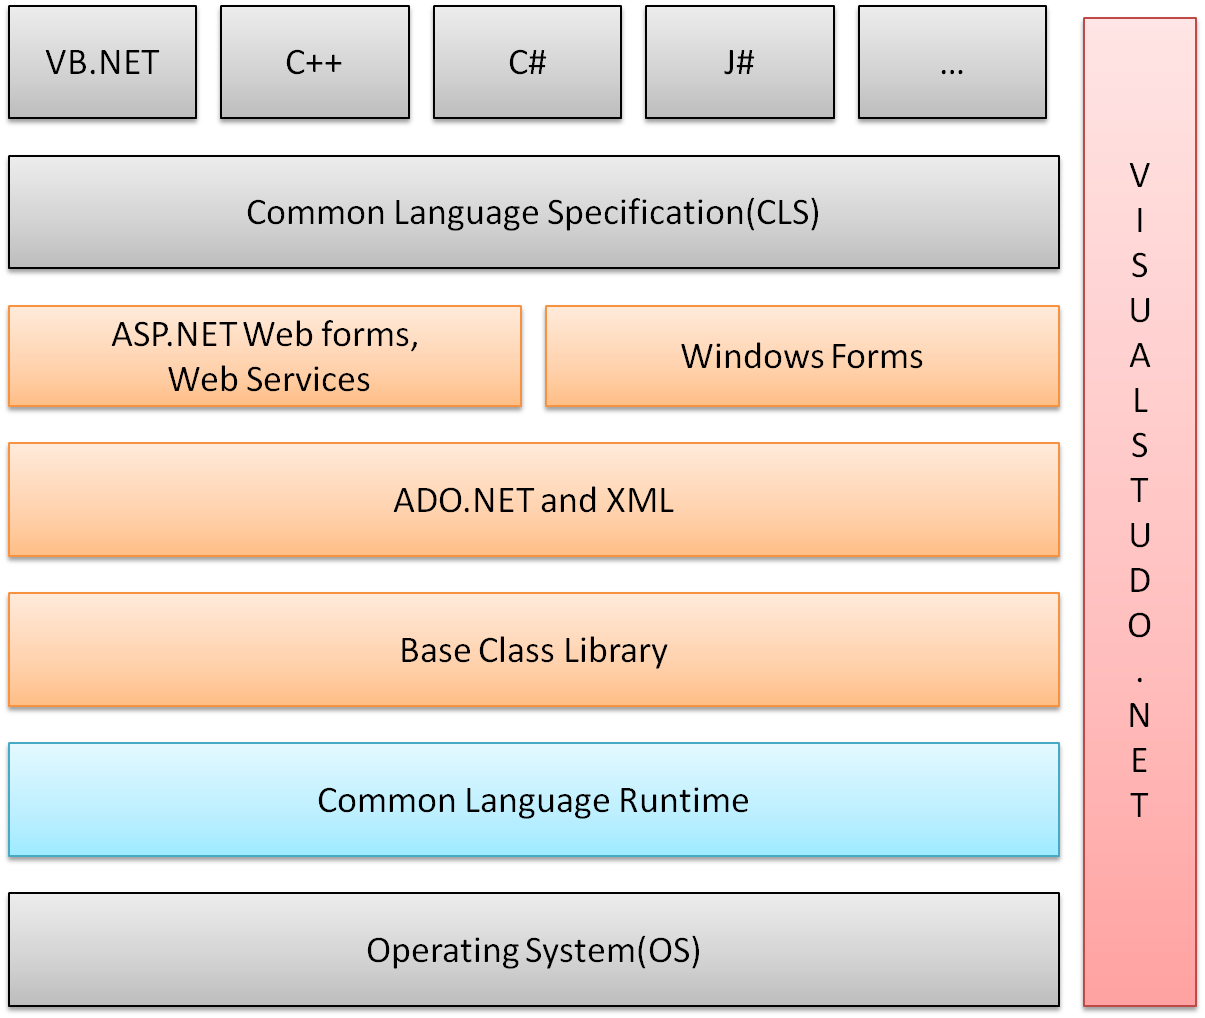 VB.NET
C++
C#
J#
...
Common Language Specification(CLS)
ASP.NET Web forms,
Web Services
Windows Forms
ADO.NET and XML
Base Class Library
Common Language Runtime
Operating System(OS)
V
I
S
U
A
L
S
T
U
D
O
.
N
E
T